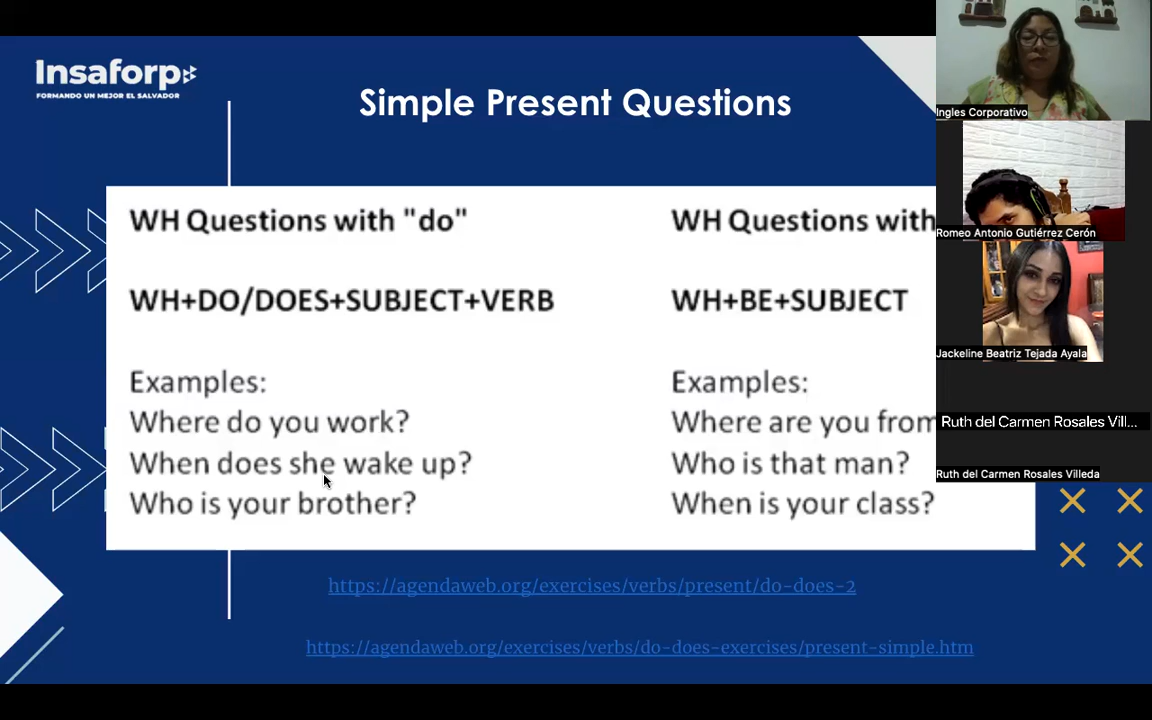 Insaforp
FORMANDO UN MEJOR EL SALVADOR
Simple Present Questions
WH Questions with "do"
WH+DO/DOES+SUBJECT+VERB
Examples:
Where do you work?
When does she wake up?
Who is your brother?
WH Questions with
WH+BE+SUBJECT
Examples:
Where are you from
Who is that man?
When is your class?
https://agendaweb.org/exercises/verbs/present/do-does-2
https://agendaweb.org/exercises/verbs/do-does-exercises/present-simple.htm
Ingles Corporativo
Romeo Antonio Gutiérrez Cerón
Jackeline Beatriz Tejada Ayala
Ruth del Carmen Rosales Vill...
Ruth del Carmen Rosales Villeda